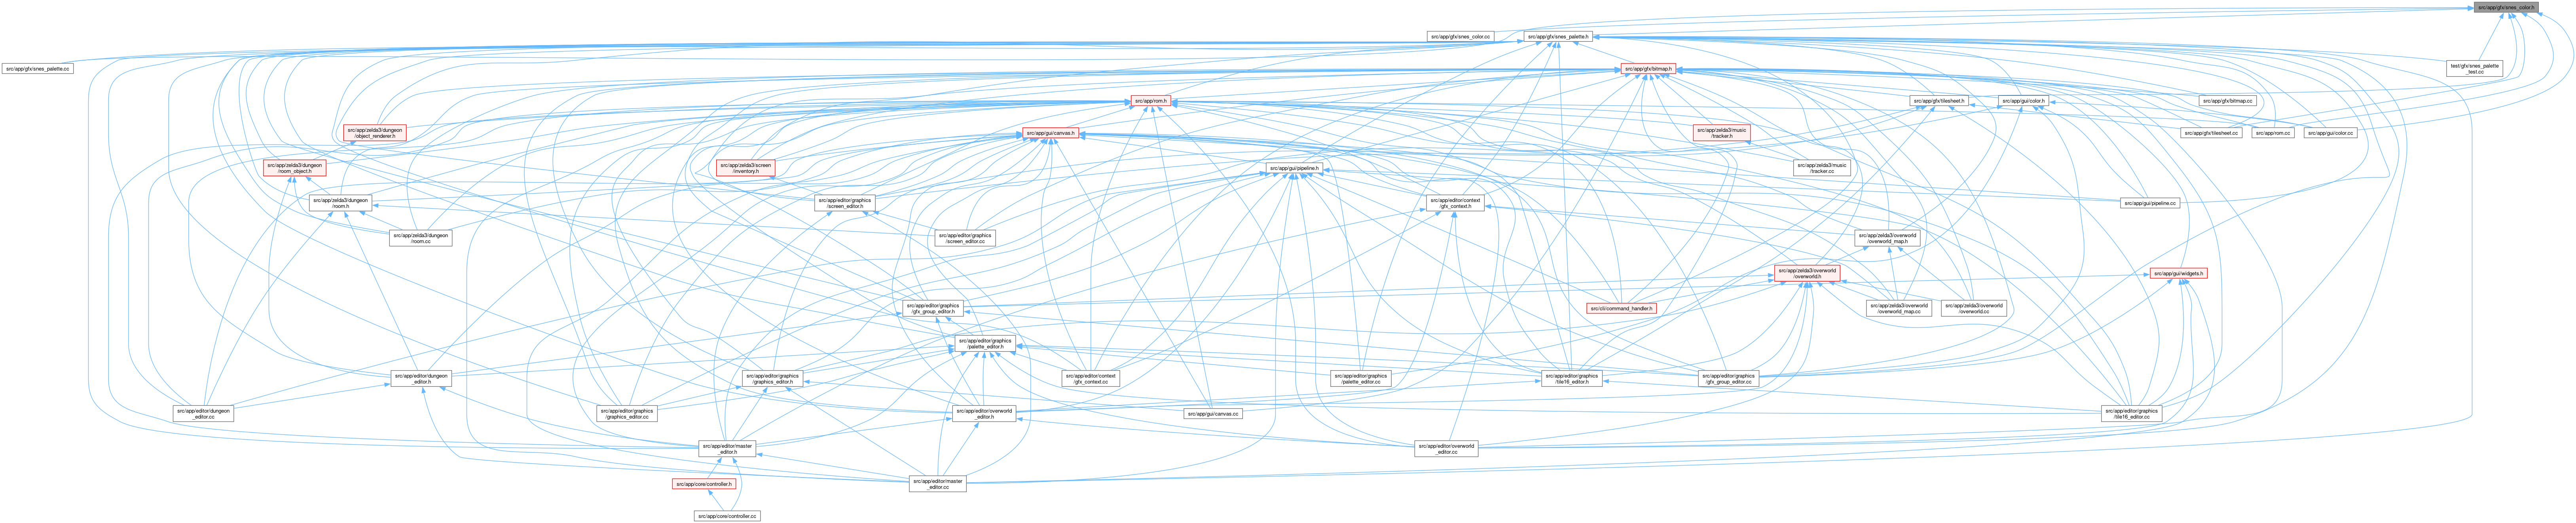 src/app/gfx/snes_color.h
src/app/gfx/snes_color.cc
src/app/gfx/snes_palette.h
src/app/gfx/snes_palette.cc
src/app/gfx/bitmap.h
test/gfx/snes_palette
_test.cc
src/app/rom.h
src/app/gfx/tilesheet.h
src/app/gui/color.h
src/app/gfx/bitmap.cc
src/app/zelda3/dungeon
/object_renderer.h
src/app/gui/canvas.h
src/app/zelda3/music
/tracker.h
src/app/gfx/tilesheet.cc
src/app/rom.cc
src/app/gui/color.cc
src/app/zelda3/dungeon
/room_object.h
src/app/zelda3/screen
/inventory.h
src/app/gui/pipeline.h
src/app/zelda3/music
/tracker.cc
src/app/zelda3/dungeon
/room.h
src/app/editor/graphics
/screen_editor.h
src/app/editor/context
/gfx_context.h
src/app/gui/pipeline.cc
src/app/zelda3/dungeon
/room.cc
src/app/editor/graphics
/screen_editor.cc
src/app/zelda3/overworld
/overworld_map.h
src/app/zelda3/overworld
/overworld.h
src/app/gui/widgets.h
src/app/editor/graphics
/gfx_group_editor.h
src/cli/command_handler.h
src/app/zelda3/overworld
/overworld_map.cc
src/app/zelda3/overworld
/overworld.cc
src/app/editor/graphics
/palette_editor.h
src/app/editor/dungeon
_editor.h
src/app/editor/graphics
/graphics_editor.h
src/app/editor/context
/gfx_context.cc
src/app/editor/graphics
/palette_editor.cc
src/app/editor/graphics
/tile16_editor.h
src/app/editor/graphics
/gfx_group_editor.cc
src/app/editor/dungeon
_editor.cc
src/app/editor/graphics
/graphics_editor.cc
src/app/editor/overworld
_editor.h
src/app/gui/canvas.cc
src/app/editor/graphics
/tile16_editor.cc
src/app/editor/master
_editor.h
src/app/editor/overworld
_editor.cc
src/app/core/controller.h
src/app/editor/master
_editor.cc
src/app/core/controller.cc